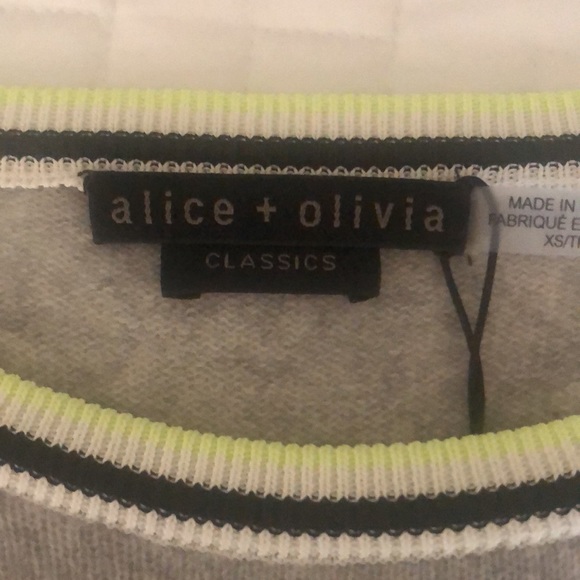 alice + olivia
CLASSICS
MADE IN
FABRIQUÉ E
XS/T